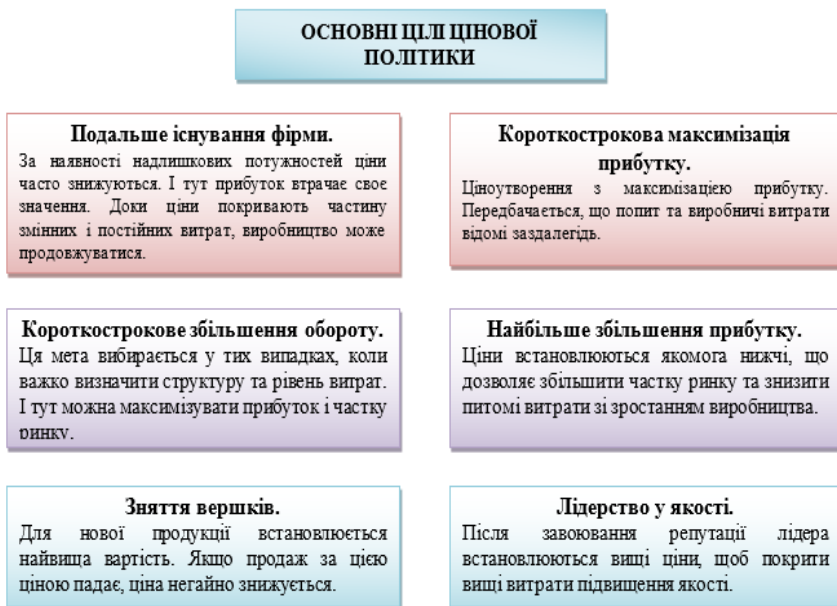 ОСНОВНІ ЦІЛІ ЦІНОВОЇ
ПОЛІТИКИ
Подальше існування фірми.
За наявності надлишкових потужностей ціни
часто знижуються. І тут прибуток втрачає своє
значення. Доки ціни покривають частину
змінних і постійних витрат, виробництво може
продовжуватися.
Короткострокова максимізація
прибутку.
Ціноутворення з максимізацією прибутку.
Передбачається, що попит та виробничі витрати
відомі заздалегідь.
Короткострокове збільшення обороту.
Ця мета вибирається у тих випадках, коли
важко визначити структуру та рівень витрат.
І тут можна максимізувати прибуток і частку
ринку.
Найбільше збільшення прибутку.
Ціни встановлюються якомога нижчі, що
дозволяє збільшити частку ринку та знизити
питомі витрати зі зростанням виробництва.
Зняття вершків.
Для нової продукції встановлюється
найвища вартість. Якщо продаж за цією
ціною падає, ціна негайно знижується.
Лідерство у якості.
Після завоювання репутації лідера
встановлюються вищі ціни, щоб покрити
вищі витрати підвищення якості.